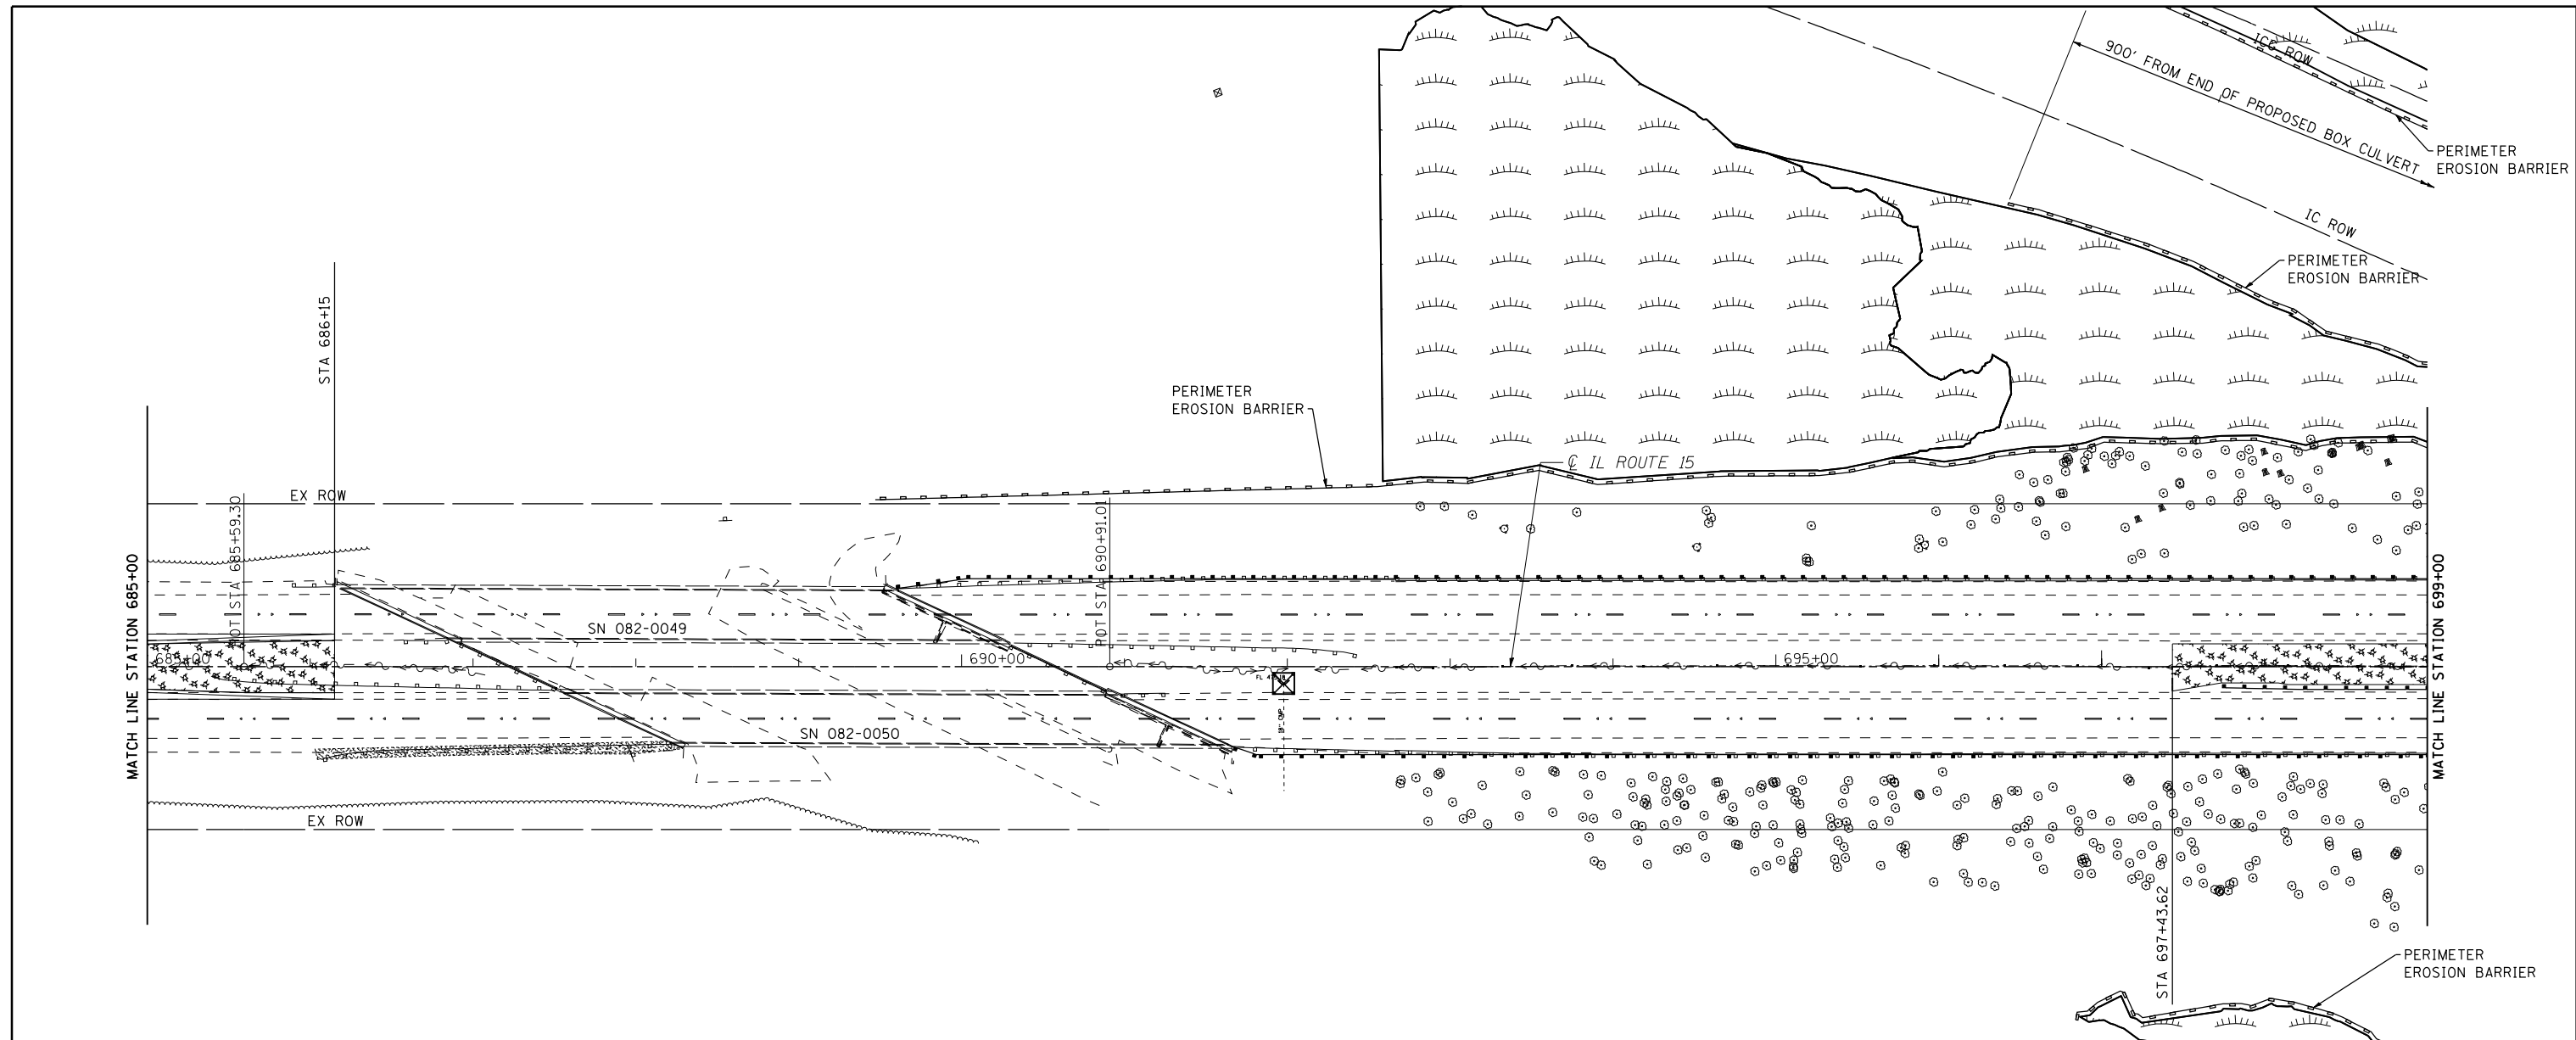 ICG ROW
900' FROM END OF PROPOSED BOX CULVERT
PERIMETER
EROSION BARRIER
IC ROW
PERIMETER
EROSION BARRIER
STA 686+15
PERIMETER
EROSION BARRIER
℄ IL ROUTE 15
EX ROW
POT STA 685+59.30
POT STA 690+91.01
MATCH LINE STATION 685+00
MATCH LINE STATION 699+00
SN 082-0049
685+00
690+00
695+00
SN 082-0050
EX ROW
STA 697+43.62
PERIMETER
EROSION BARRIER